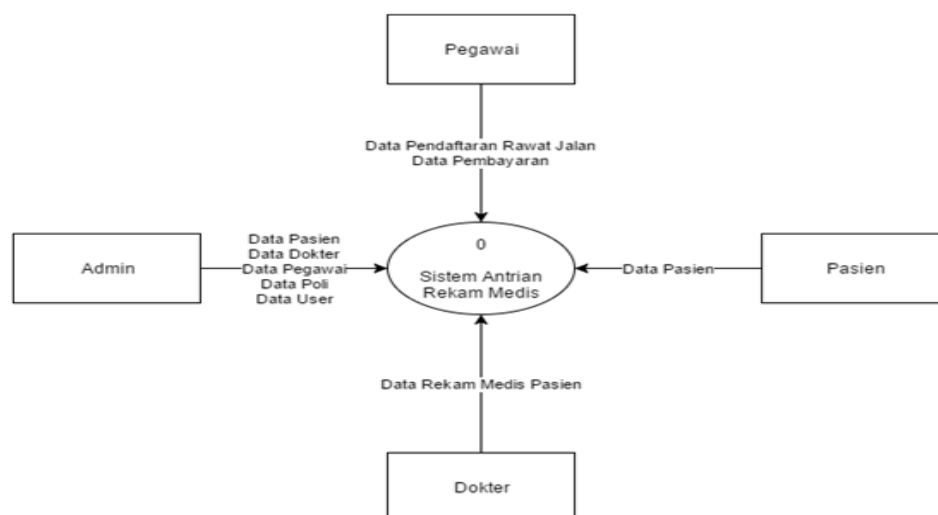 Pegawai
Data Pendaftaran Rawat Jalan
Data Pembayaran
Admin
Data Pasien
Data Dokter
Data Pegawai
Data Poli
Data User
0
Sistem Antrian
Rekam Medis
Data Pasien
Pasien
Data Rekam Medis Pasien
Dokter